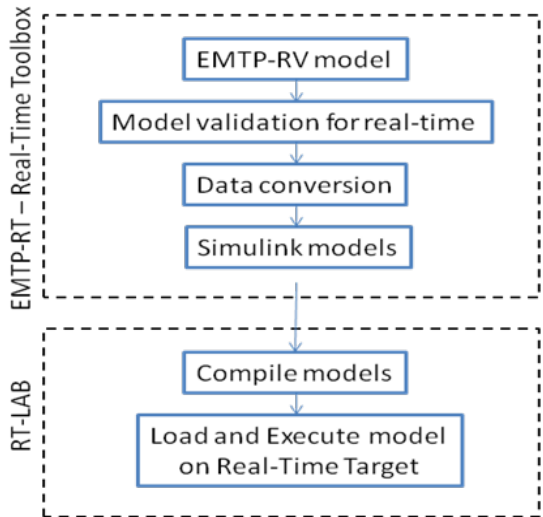 EMTP-RT – Real-Time Toolbox
EMTP-RV model
Model validation for real-time
Data conversion
Simulink models
RT-LAB
Compile models
Load and Execute model
on Real-Time Target